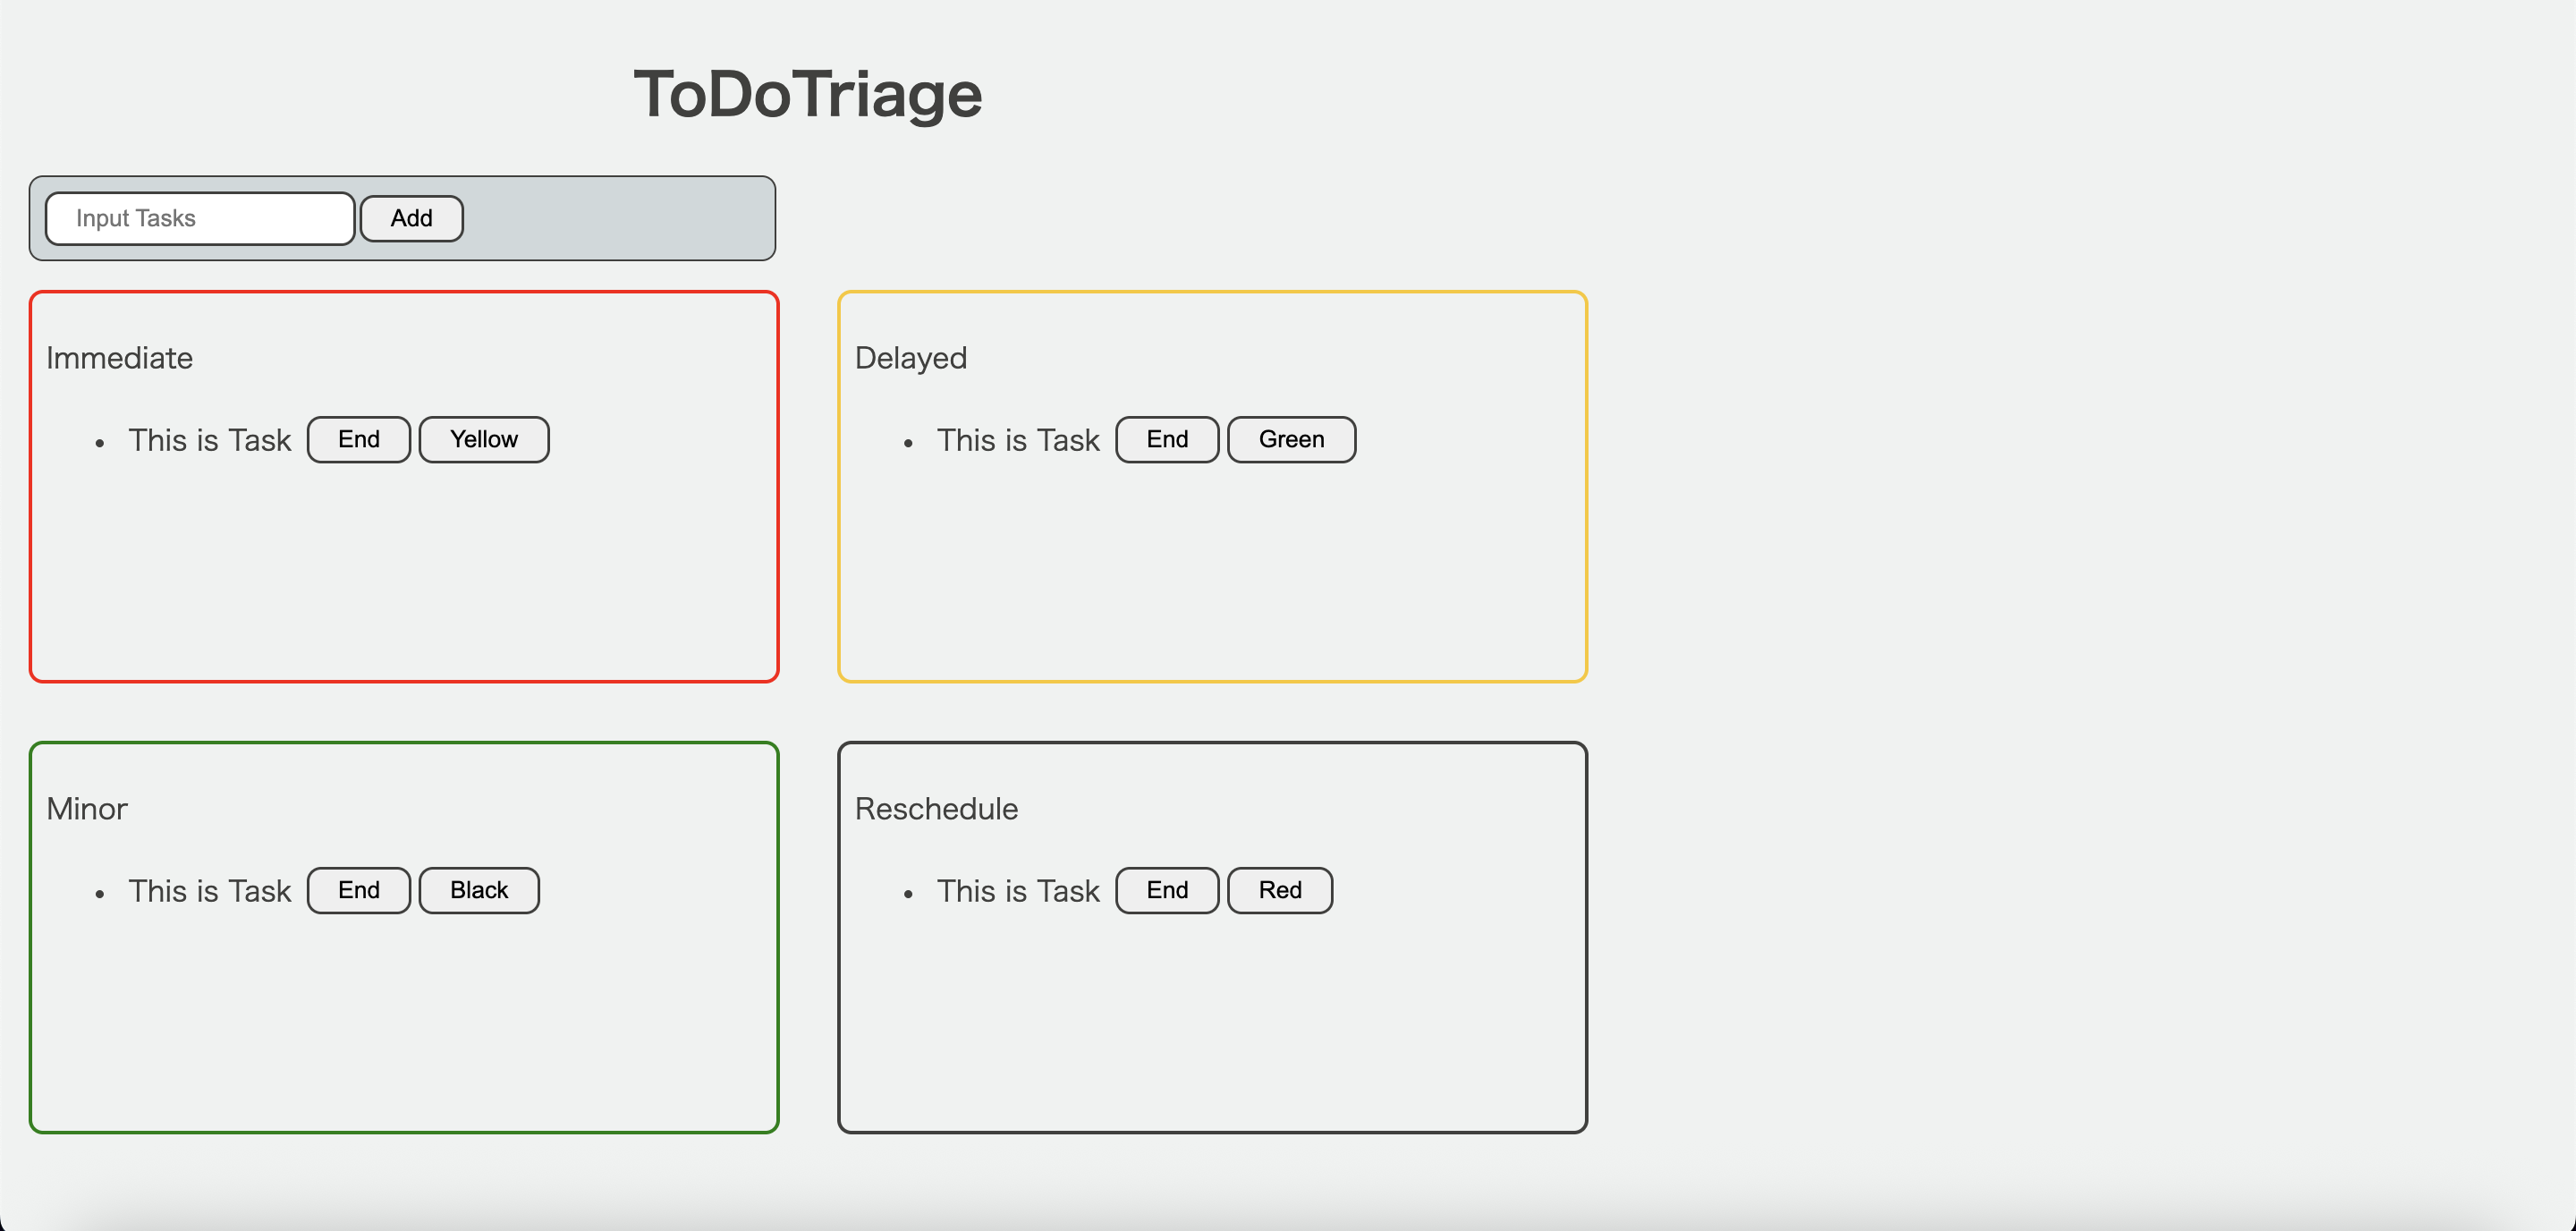 ToDoTriage
Input Tasks Add
Immediate
• This is Task End Yellow
Delayed
• This is Task End Green
Minor
• This is Task End Black
Reschedule
• This is Task End Red